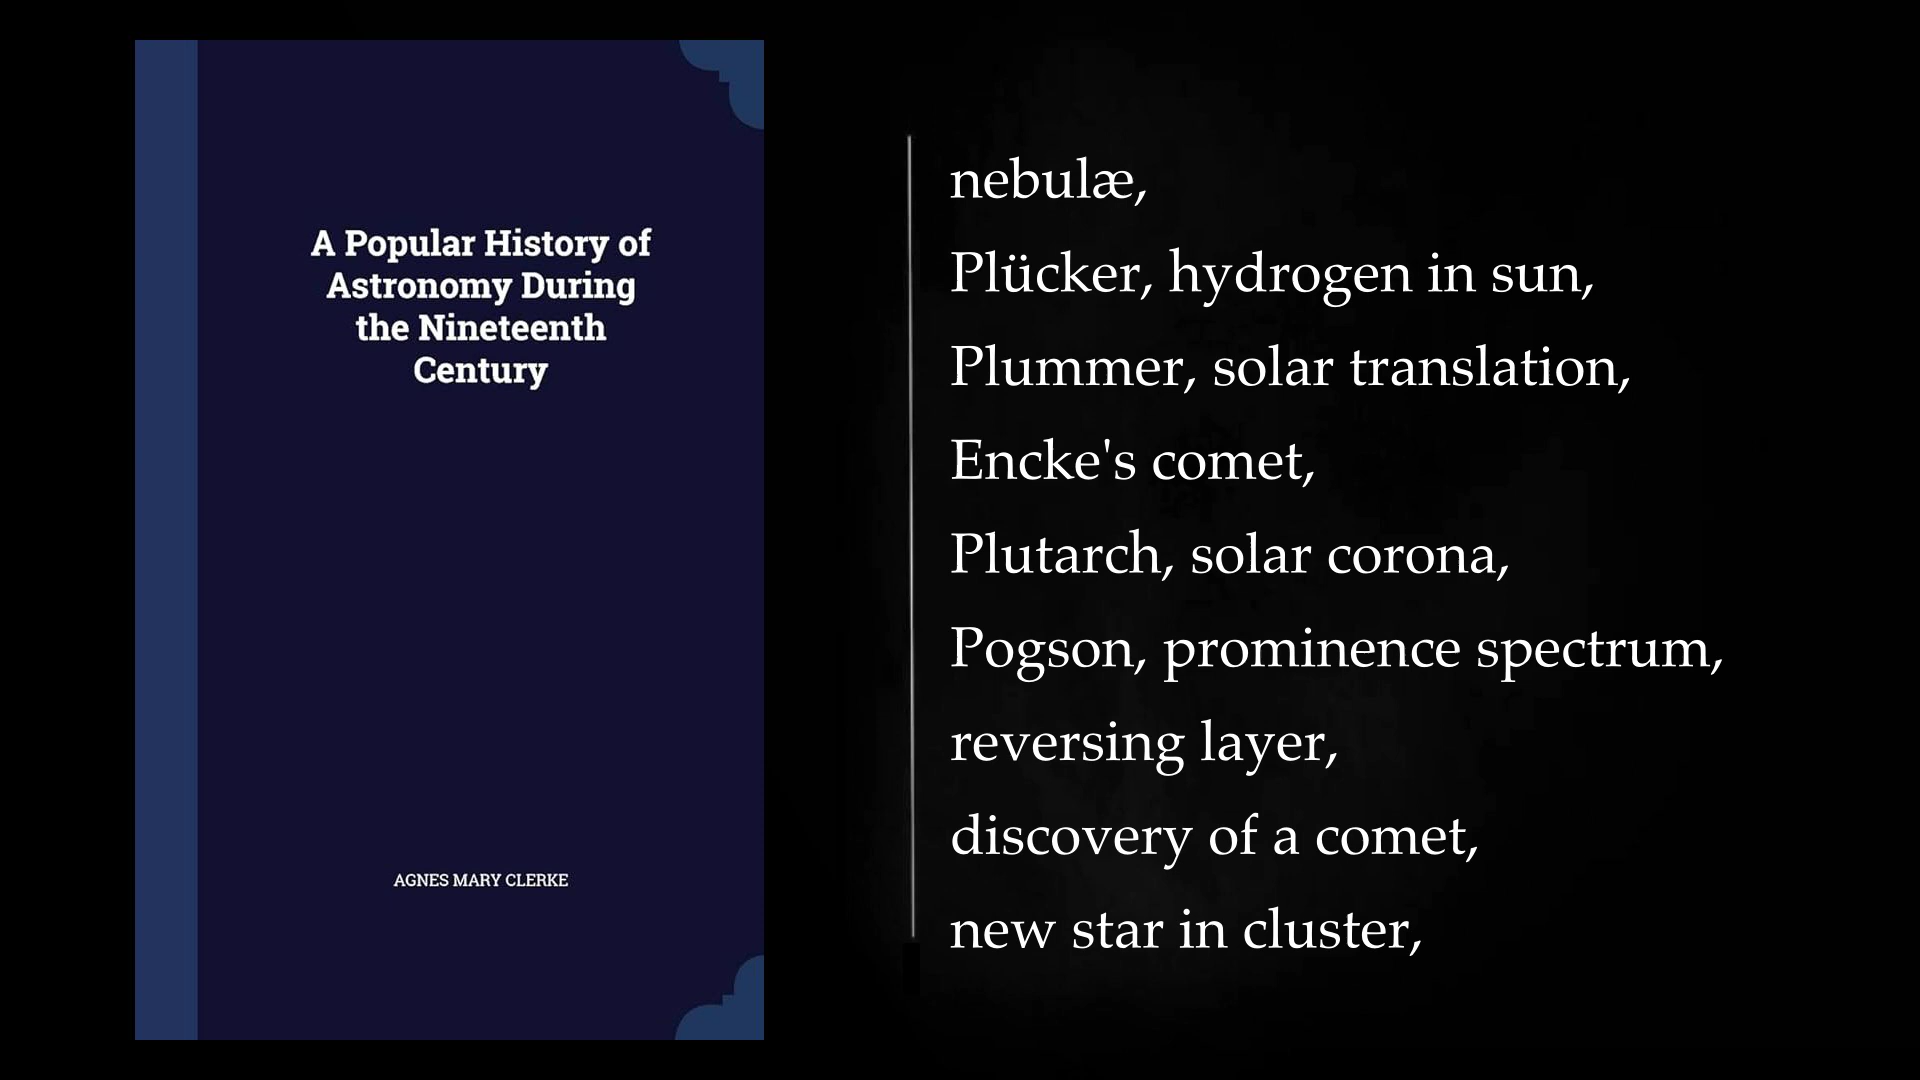 A Popular History of
Astronomy During
the Nineteenth
Century
AGNES MARY CLERKE
nebulæ,
Plücker, hydrogen in sun,
Plummer, solar translation,
Encke's comet,
Plutarch, solar corona,
Pogson, prominence spectrum,
reversing layer,
discovery of a comet,
new star in cluster,